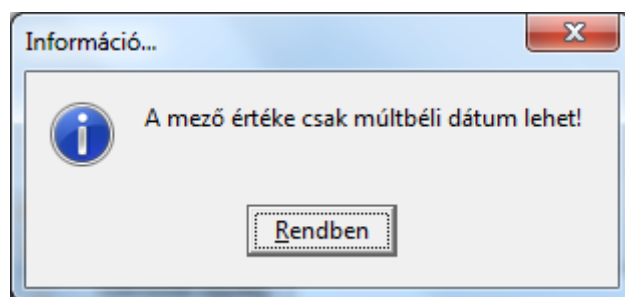 Információ...
A mező értéke csak múltbéli dátum lehet!
Rendben